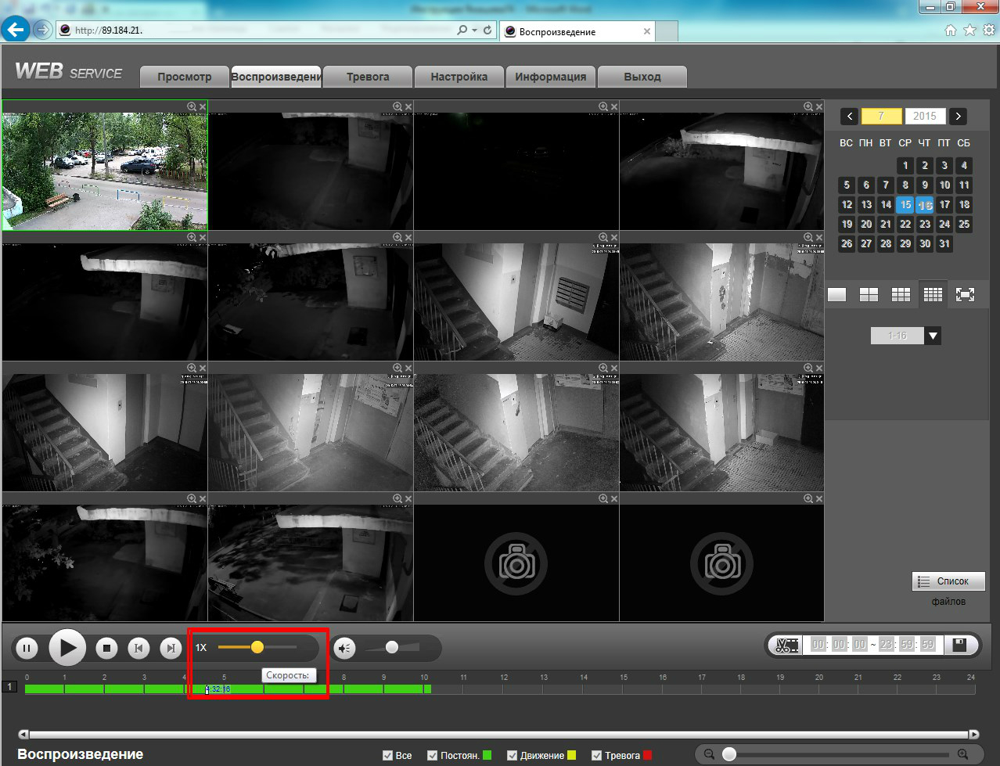 http://89.184.21.
Воспроизведение
WEB SERVICE
Просмотр
Воспроизведени
Тревога
Настройка
Информация
Выход
7 2015
ВС ПН ВТ СР ЧТ ПТ СБ
1 2 3 4
5 6 7 8 9 10 11
12 13 14 15 16 17 18
19 20 21 22 23 24 25
26 27 28 29 30 31
1-16
Список
файлов
1X
Скорость:
00 : 00 : 00 ~ 23 : 59 : 59
0 1 2 3 4 5 8 9 10 11 12 13 14 15 16 17 18 19 20 21 22 23 24
1
4:32:16
Воспроизведение
Все
Постоян.
Движение
Тревога